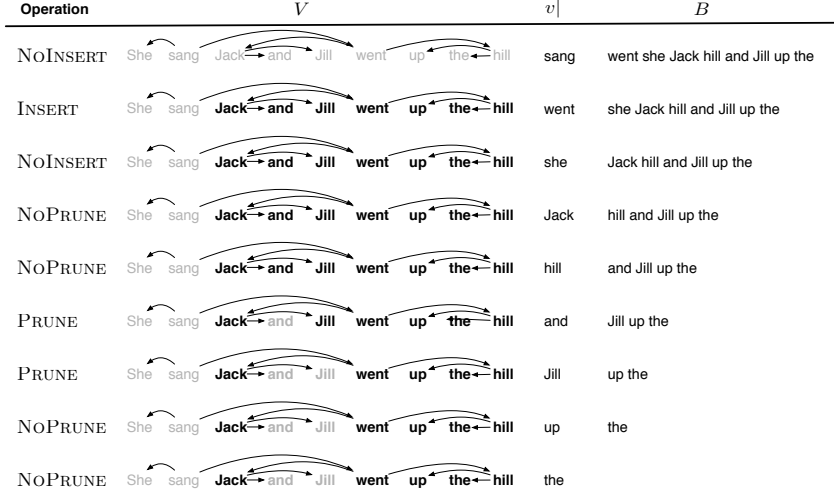 Operation V v| B
NOINSERT She sang Jack and Jill went up the hill sang went she Jack hill and Jill up the
INSERT She sang Jack and Jill went up the hill went she Jack hill and Jill up the
NOINSERT She sang Jack and Jill went up the hill she Jack hill and Jill up the
NOPRUNE She sang Jack and Jill went up the hill Jack hill and Jill up the
NOPRUNE She sang Jack and Jill went up the hill hill and Jill up the
PRUNE She sang Jack and Jill went up the hill and Jill up the
PRUNE She sang Jack and Jill went up the hill Jill up the
NOPRUNE She sang Jack and Jill went up the hill up the
NOPRUNE She sang Jack and Jill went up the hill the